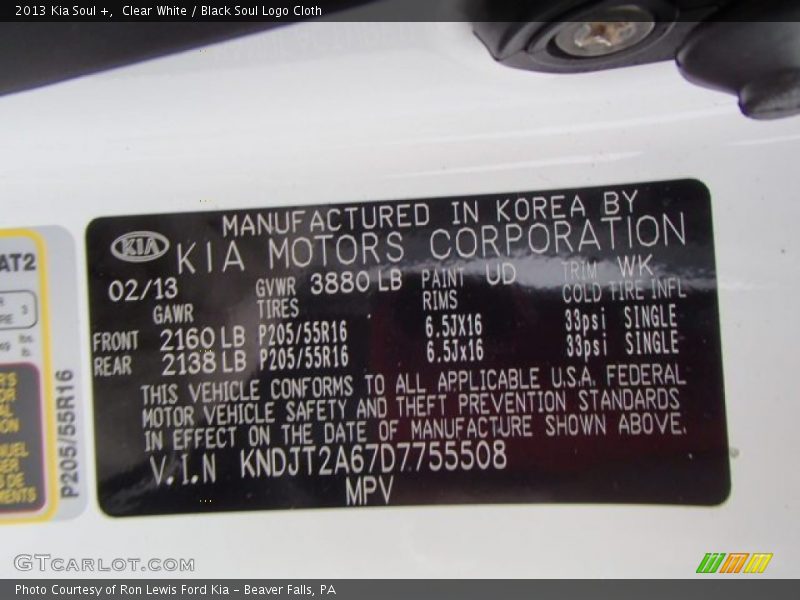 2013 Kia Soul +,  Clear White / Black Soul Logo Cloth
MANUFACTURED IN KOREA BY
KIA KIA MOTORS CORPORATION
02/13 GVWR 3880 LB PAINT UD TRIM WK
GAWR TIRES RIMS COLD TIRE INFL
FRONT 2160 LB P205/55R16 6.5JX16 33psi SINGLE
REAR 2138 LB P205/55R16 6.5Jx16 33psi SINGLE
THIS VEHICLE CONFORMS TO ALL APPLICABLE U.S.A. FEDERAL
MOTOR VEHICLE SAFETY AND THEFT PREVENTION STANDARDS
IN EFFECT ON THE DATE OF MANUFACTURE SHOWN ABOVE.
V.I.N KNDJT2A67D7755508
MPV
AT2
P205/55R16
GTCARLOT.COM
Photo Courtesy of Ron Lewis Ford Kia - Beaver Falls, PA